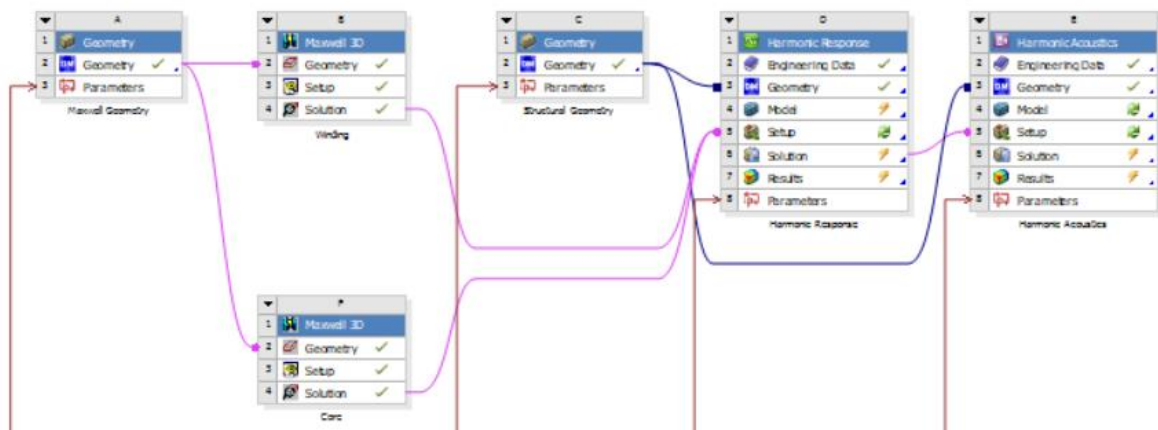 A
1 Geometry
2 Geometry
3 Parameters
Maxwell Geometry
B
1 Maxwell 3D
2 Geometry
3 Setup
4 Solution
Winding
C
1 Geometry
2 Geometry
3 Parameters
Structural Geometry
D
1 Harmonic Response
2 Engineering Data
3 Geometry
4 Model
5 Setup
6 Solution
7 Results
8 Parameters
Harmonic Response
E
1 Harmonic Acoustics
2 Engineering Data
3 Geometry
4 Model
5 Setup
6 Solution
7 Results
8 Parameters
Harmonic Acoustics
F
1 Maxwell 3D
2 Geometry
3 Setup
4 Solution
Core